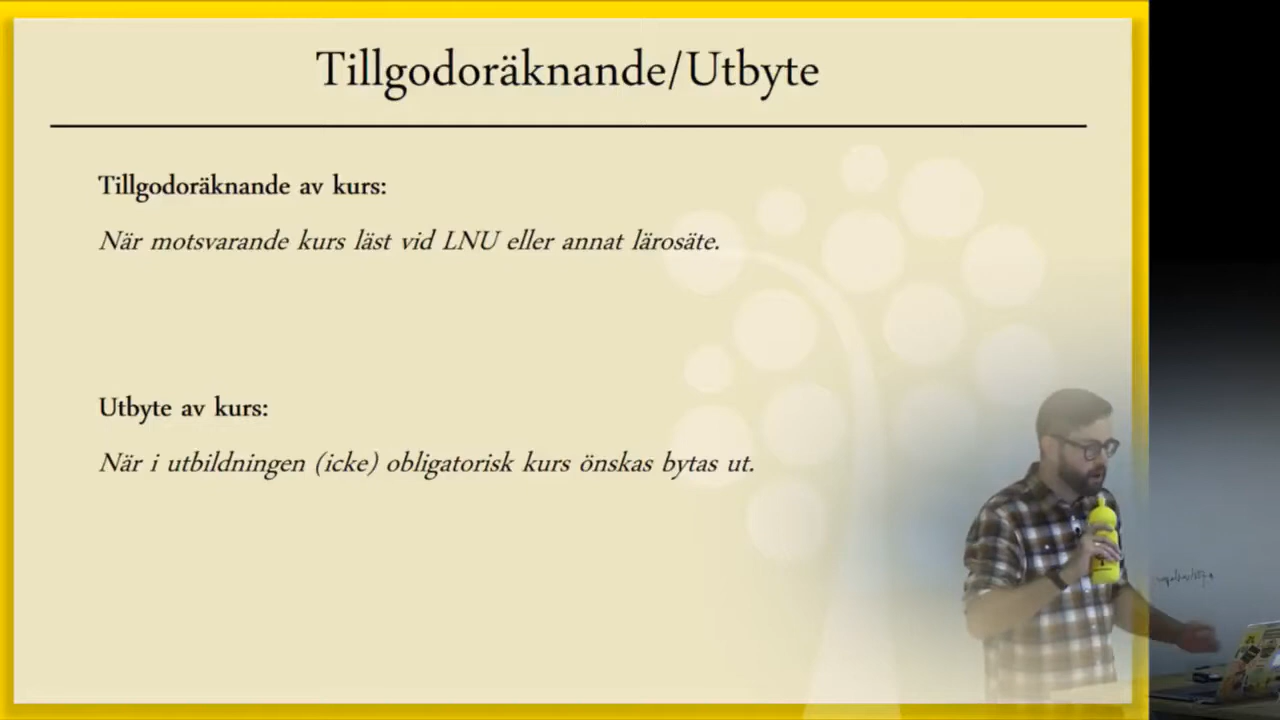 Tillgodoräknande/Utbyte
Tillgodoräknande av kurs:
När motsvarande kurs läst vid LNU eller annat lärosäte.
Utbyte av kurs:
När i utbildningen (icke) obligatorisk kurs önskas bytas ut.